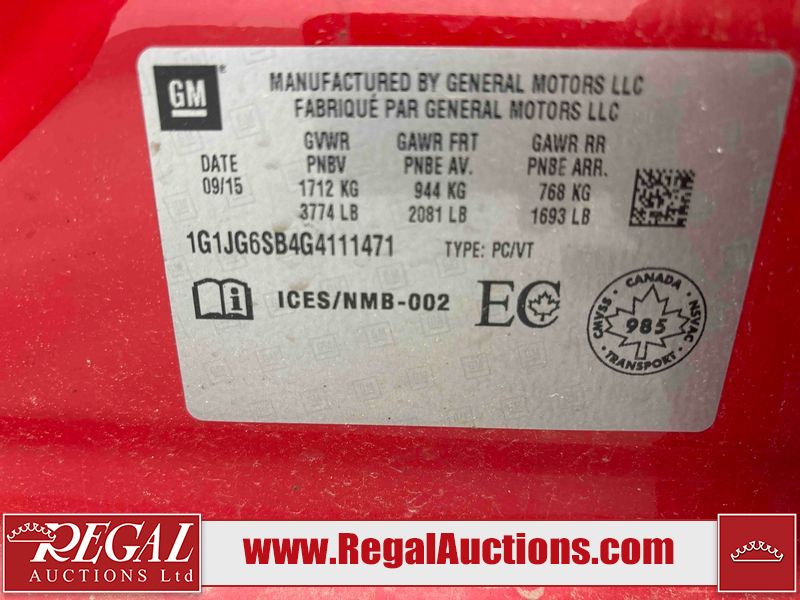 GM
MANUFACTURED BY GENERAL MOTORS LLC
FABRIQUÉ PAR GENERAL MOTORS LLC
GVWR GAWR FRT GAWR RR
DATE PNBV PNBE AV. PNBE ARR.
09/15 1712 KG 944 KG 768 KG
3774 LB 2081 LB 1693 LB
1G1JG6SB4G4111471 TYPE: PC/VT
i ICES/NMB-002 EC
CANADA
CMVSS 985 NSVAC
TRANSPORT
REGAL
AUCTIONS Ltd
www.RegalAuctions.com